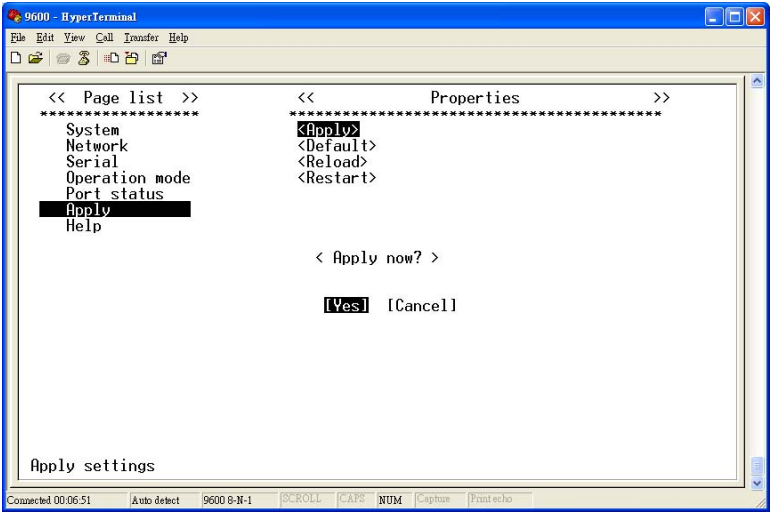 9600 - HyperTerminal
File Edit View Call Transfer Help
<< Page list >> << Properties >>
****************** ******************************************
System <Apply>
Network <Default>
Serial <Reload>
Operation mode <Restart>
Port status
Apply
Help
< Apply now? >
[Yes] [Cancel]
Apply settings
Connected 00:06:51 Auto detect 9600 8-N-1 SCROLL CAPS NUM Capture Print echo